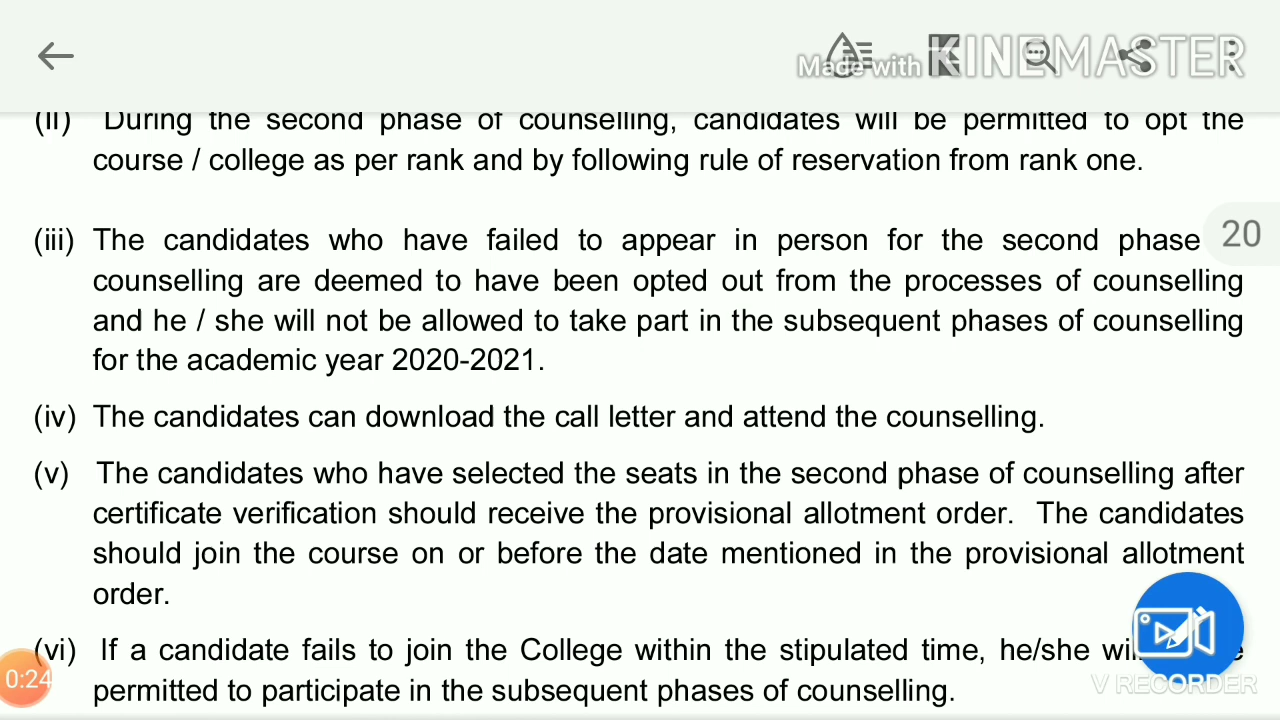 Made with KINEMASTER
(ii) During the second phase of counselling, candidates will be permitted to opt the
course / college as per rank and by following rule of reservation from rank one.
(iii) The candidates who have failed to appear in person for the second phase
20
counselling are deemed to have been opted out from the processes of counselling
and he / she will not be allowed to take part in the subsequent phases of counselling
for the academic year 2020-2021.
(iv) The candidates can download the call letter and attend the counselling.
(v) The candidates who have selected the seats in the second phase of counselling after
certificate verification should receive the provisional allotment order. The candidates
should join the course on or before the date mentioned in the provisional allotment
order.
(vi) If a candidate fails to join the College within the stipulated time, he/she
0:24
permitted to participate in the subsequent phases of counselling.
V RECORDER